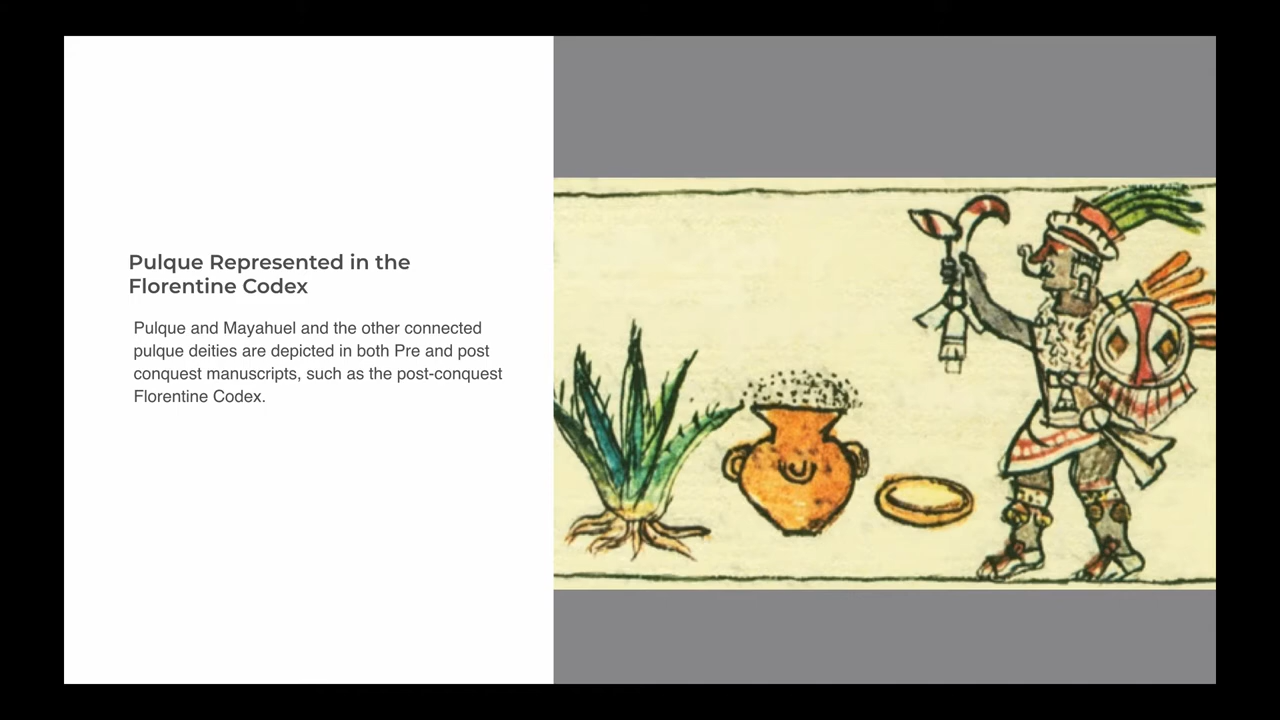 Pulque Represented in the
Florentine Codex
Pulque and Mayahuel and the other connected
pulque deities are depicted in both Pre and post
conquest manuscripts, such as the post-conquest
Florentine Codex.